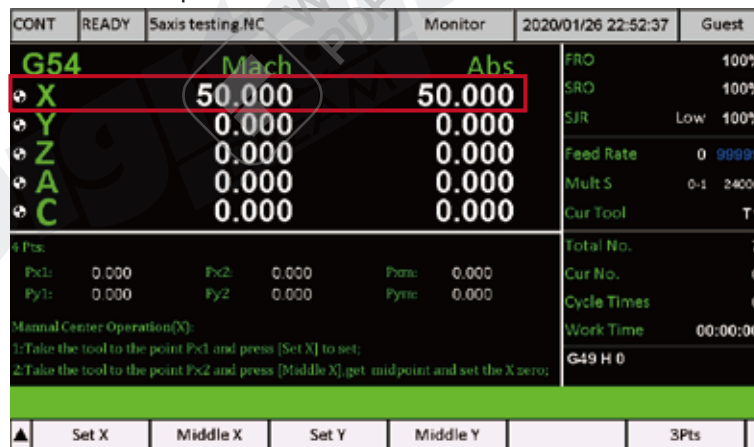 CONT READY 5axis testing.NC Monitor 2020/01/26 22:52:37 Guest
G54 Mach Abs
X 50.000 50.000
Y 0.000 0.000
Z 0.000 0.000
A 0.000 0.000
C 0.000 0.000
FRO 100%
SRO 100%
SJR Low 100%
Feed Rate 0 99999
Mult S 0-1 2400
Cur Tool T
Total No.
Cur No.
Cycle Times
Work Time 00:00:00
G49 H 0
4 Pts:
Px1: 0.000 Px2: 0.000 Pxm: 0.000
Py1: 0.000 Py2 0.000 Pym: 0.000
Mannal Center Operation(X):
1:Take the tool to the point Px1 and press [Set X] to set;
2:Take the tool to the point Px2 and press [Middle X],get midpoint and set the X zero;
▲ Set X Middle X Set Y Middle Y 3Pts